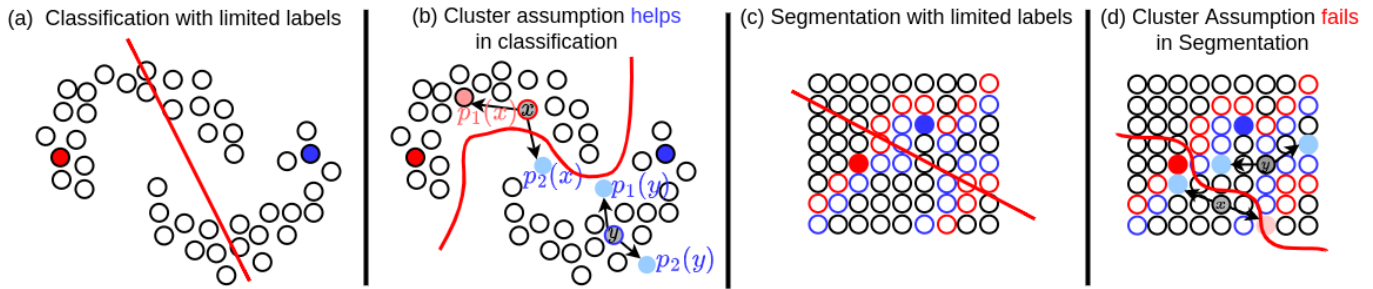 (a) Classification with limited labels
(b) Cluster assumption helps
in classification
p₁(x)
x
p₂(x)
p₁(y)
y
p₂(y)
(c) Segmentation with limited labels
(d) Cluster Assumption fails
in Segmentation
y
x